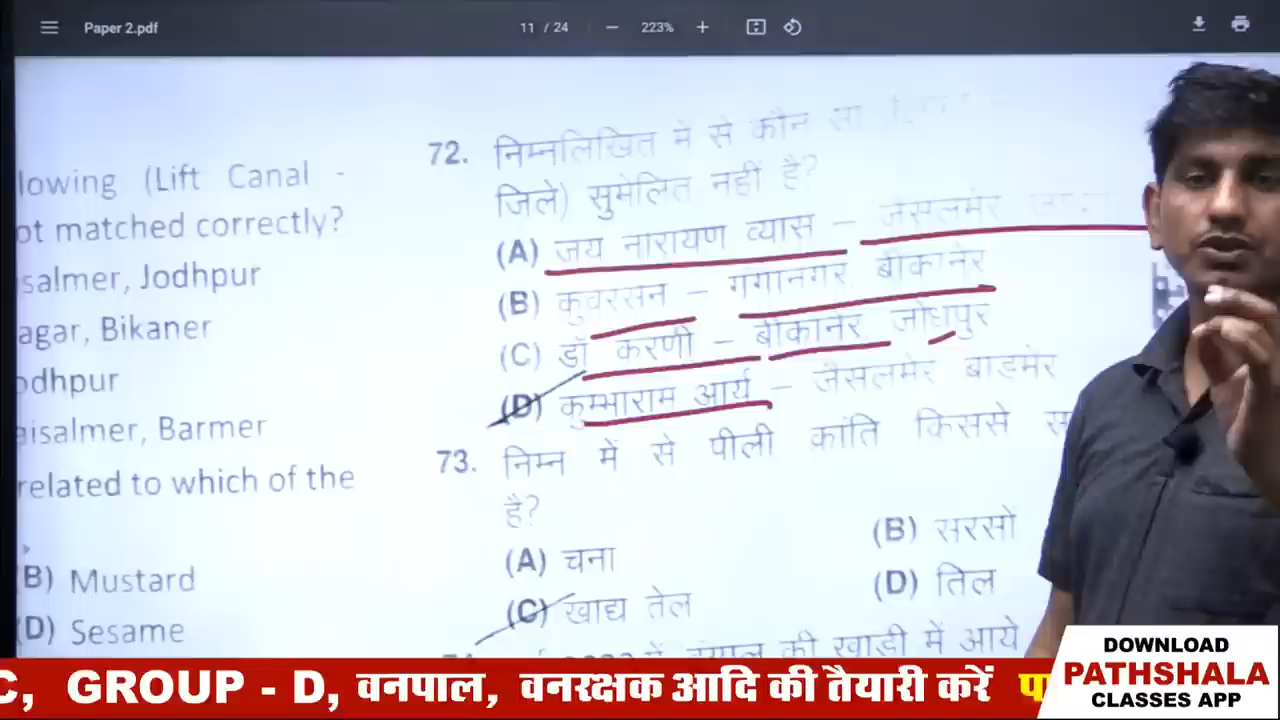 Paper 2.pdf
11 / 24
223%
lowing (Lift Canal -
ot matched correctly?
salmer, Jodhpur
agar, Bikaner
odhpur
aisalmer, Barmer
related to which of the
B) Mustard
(D) Sesame
72. निम्नलिखित में से कौन सा
जिले) सुमेलित नहीं है?
(A) जय नारायण व्यास – जैसलमेर
(B) कुवरसेन – गंगानगर बीकानेर
(C) डॉ करणी – बीकानेर जोधपुर
(D) कुम्भाराम आर्य – जैसलमेर बाडमेर
73. निम्न में से पीली क्रांति किससे
है?
(A) चना
(B) सरसों
(C) खाद्य तेल
(D) तिल
की खाड़ी में आये
C, GROUP - D, वनपाल, वनरक्षक आदि की तैयारी करें
DOWNLOAD
PATHSHALA
CLASSES APP